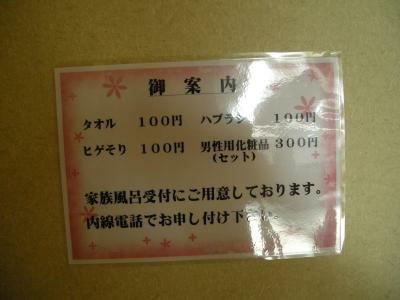 御案内
タオル 100円 ハブラシ 100円
ヒゲそり 100円 男性用化粧品 300円
(セット)
家族風呂受付にご用意しております。
内線電話でお申し付け下さい。